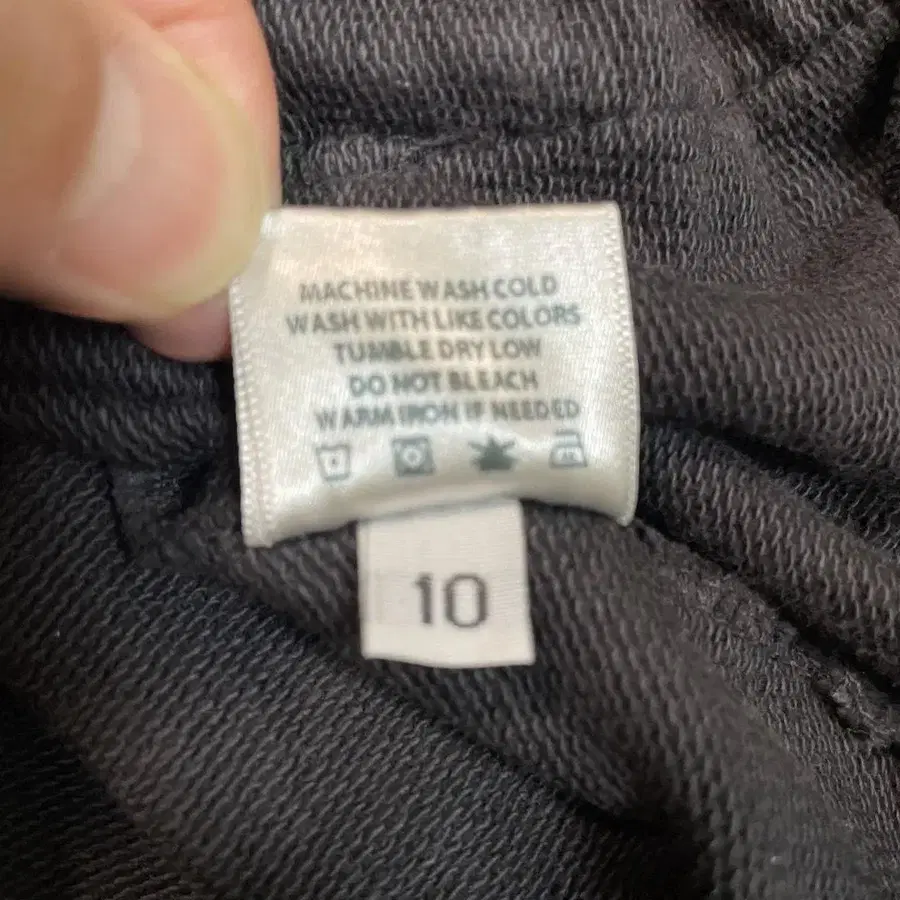 MACHINE WASH COLD
WASH WITH LIKE COLORS
TUMBLE DRY LOW
DO NOT BLEACH
WARM IRON IF NEEDED
10